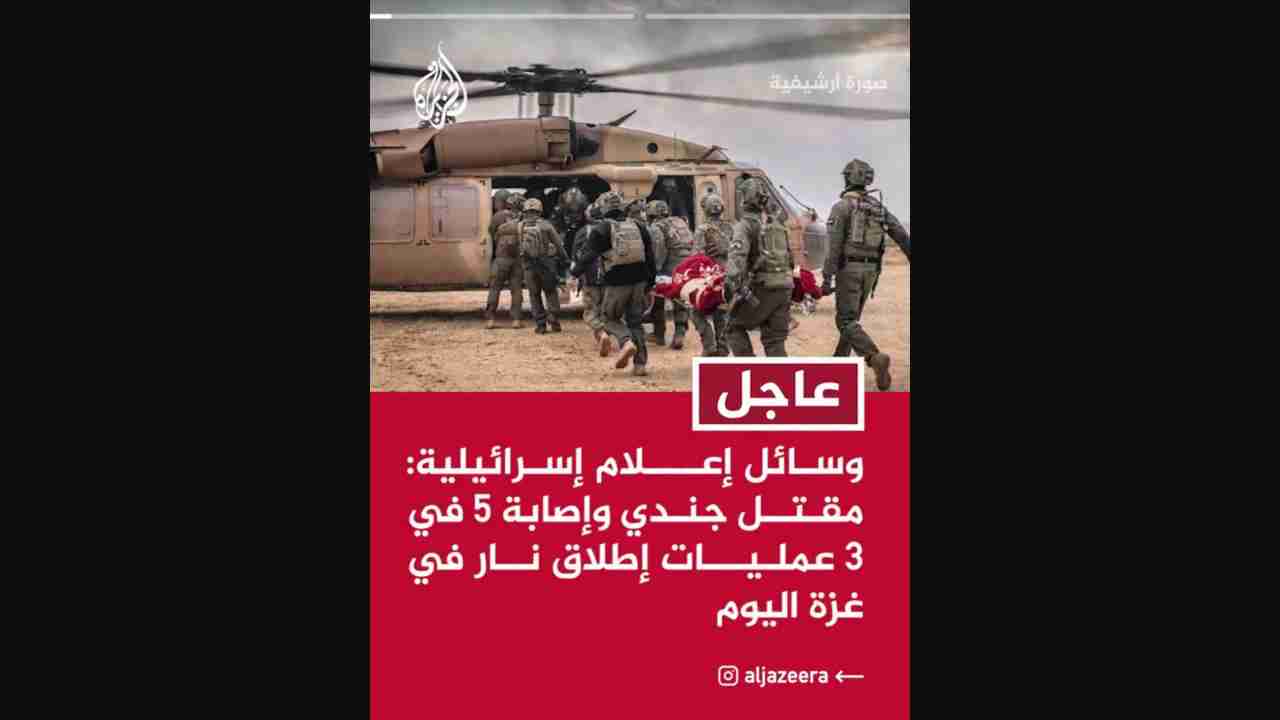 الجزيرة
صورة أرشيفية
عاجل
وسائل إعلام إسرائيلية:
مقتل جندي وإصابة 5 في
3 عمليات إطلاق نار في
غزة اليوم
aljazeera